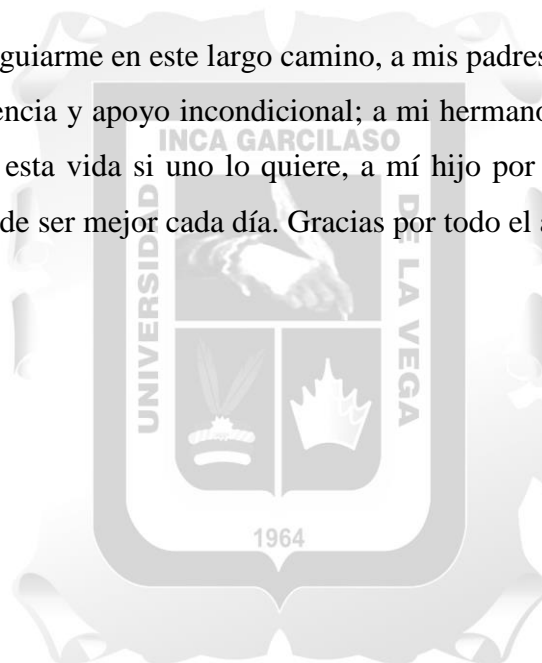 guiarme en este largo camino, a mis padres
encia y apoyo incondicional; a mi hermano
INCA GARCILASO
esta vida si uno lo quiere, a mí hijo por
de ser mejor cada día. Gracias por todo el
UNIVERSIDAD
DE LA VEGA
1964